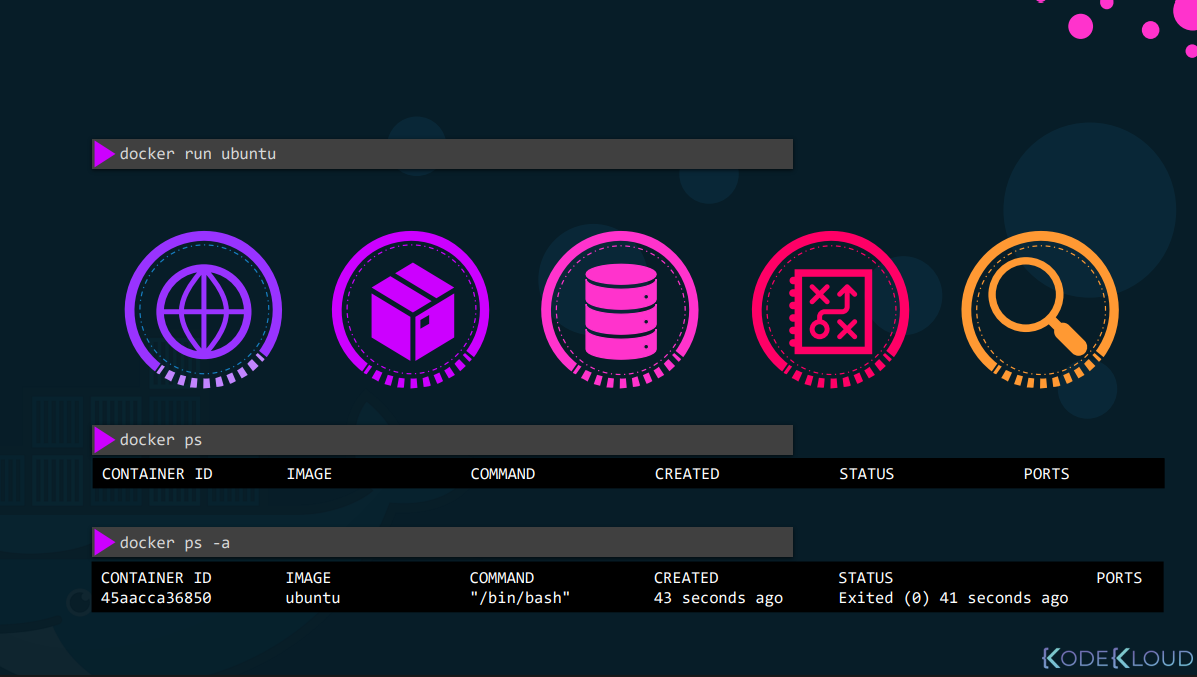 docker run ubuntu
docker ps
CONTAINER ID IMAGE COMMAND CREATED STATUS PORTS
docker ps -a
CONTAINER ID IMAGE COMMAND CREATED STATUS PORTS
45aacca36850 ubuntu "/bin/bash" 43 seconds ago Exited (0) 41 seconds ago
KODEKLOUD